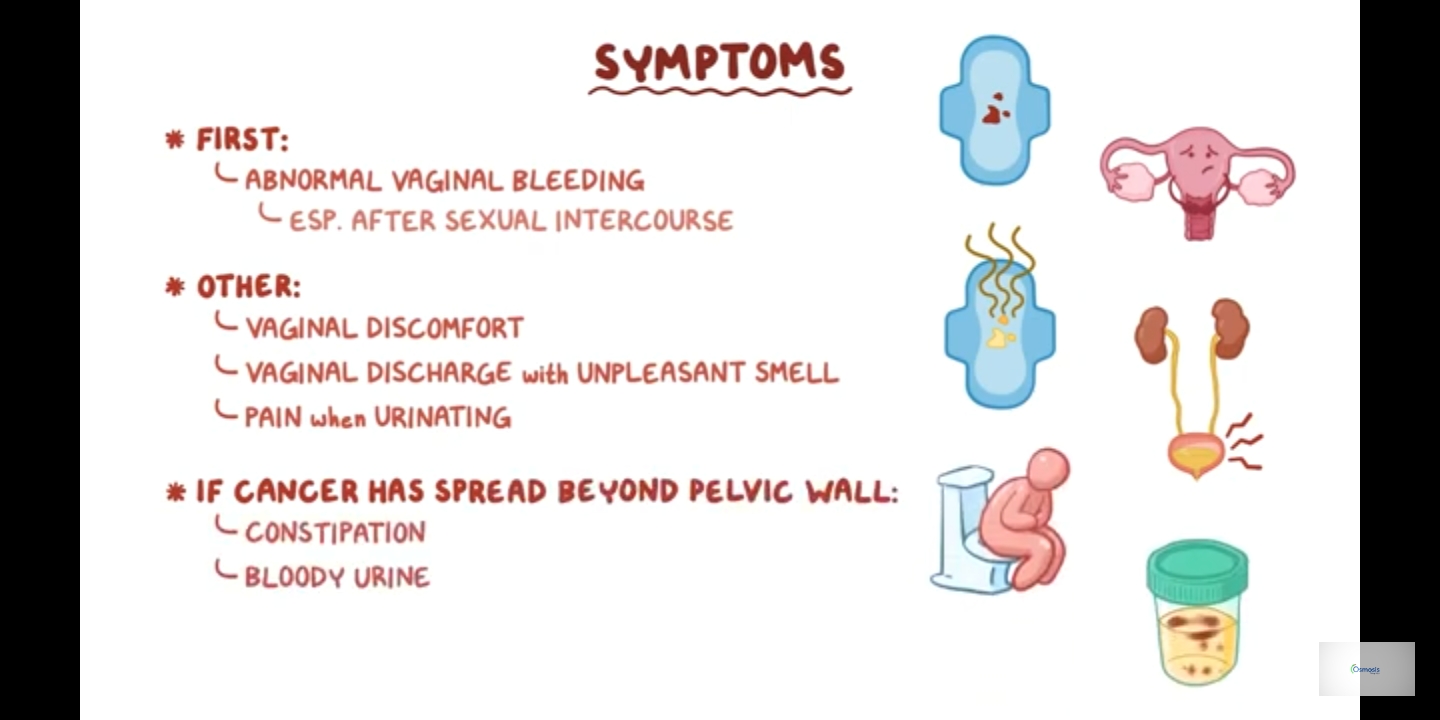 SYMPTOMS
* FIRST:
ABNORMAL VAGINAL BLEEDING
ESP. AFTER SEXUAL INTERCOURSE
* OTHER:
VAGINAL DISCOMFORT
VAGINAL DISCHARGE with UNPLEASANT SMELL
PAIN when URINATING
* IF CANCER HAS SPREAD BEYOND PELVIC WALL:
CONSTIPATION
BLOODY URINE
Osmosis